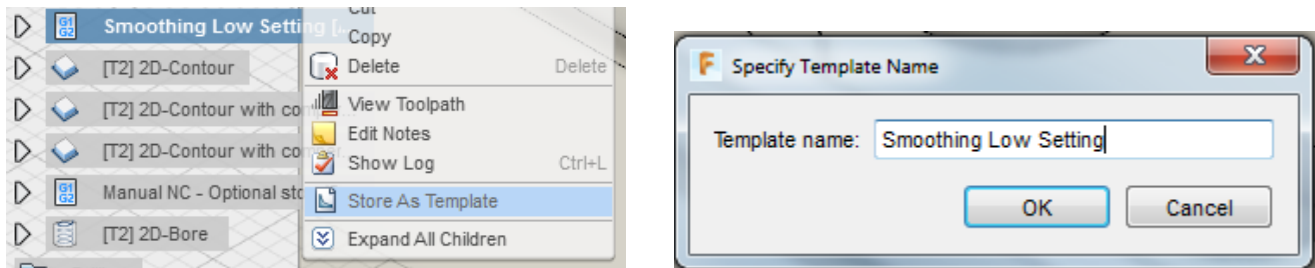 Smoothing Low Setting [
[T2] 2D-Contour
[T2] 2D-Contour with co
[T2] 2D-Contour with co
Manual NC - Optional sto
[T2] 2D-Bore
Cut
Copy
Delete Delete
View Toolpath
Edit Notes
Show Log Ctrl+L
Store As Template
Expand All Children
Specify Template Name
Template name: Smoothing Low Setting
OK Cancel